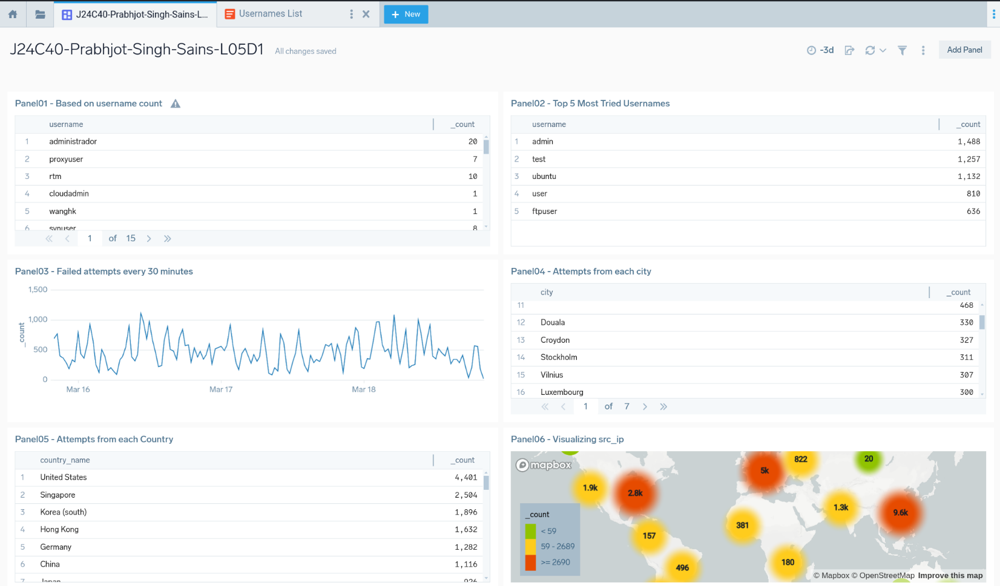 J24C40-Prabhjot-Singh-Sains-L...
Usernames List
+ New
J24C40-Prabhjot-Singh-Sains-L05D1
All changes saved
-3d
Add Panel
Panel01 - Based on username count
username _count
1 administrador 20
2 proxyuser 7
3 rtm 10
4 cloudadmin 1
5 wanghk 1
6 synuser 8
1 of 15
Panel02 - Top 5 Most Tried Usernames
username _count
1 admin 1,488
2 test 1,257
3 ubuntu 1,132
4 user 810
5 ftpuser 636
Panel03 - Failed attempts every 30 minutes
_count
1,500
1,000
500
0
Mar 16 Mar 17 Mar 18
Panel04 - Attempts from each city
city _count
11 468
12 Douala 330
13 Croydon 327
14 Stockholm 311
15 Vilnius 307
16 Luxembourg 300
1 of 7
Panel05 - Attempts from each Country
country_name _count
1 United States 4,401
2 Singapore 2,504
3 Korea (south) 1,896
4 Hong Kong 1,632
5 Germany 1,282
6 China 1,116
7 Japan 926
Panel06 - Visualizing src_ip
mapbox
822
20
5k
1.9k
2.8k
1.3k
9.6k
381
157
180
496
_count
< 59
59 - 2689
>= 2690
© Mapbox © OpenStreetMap Improve this map